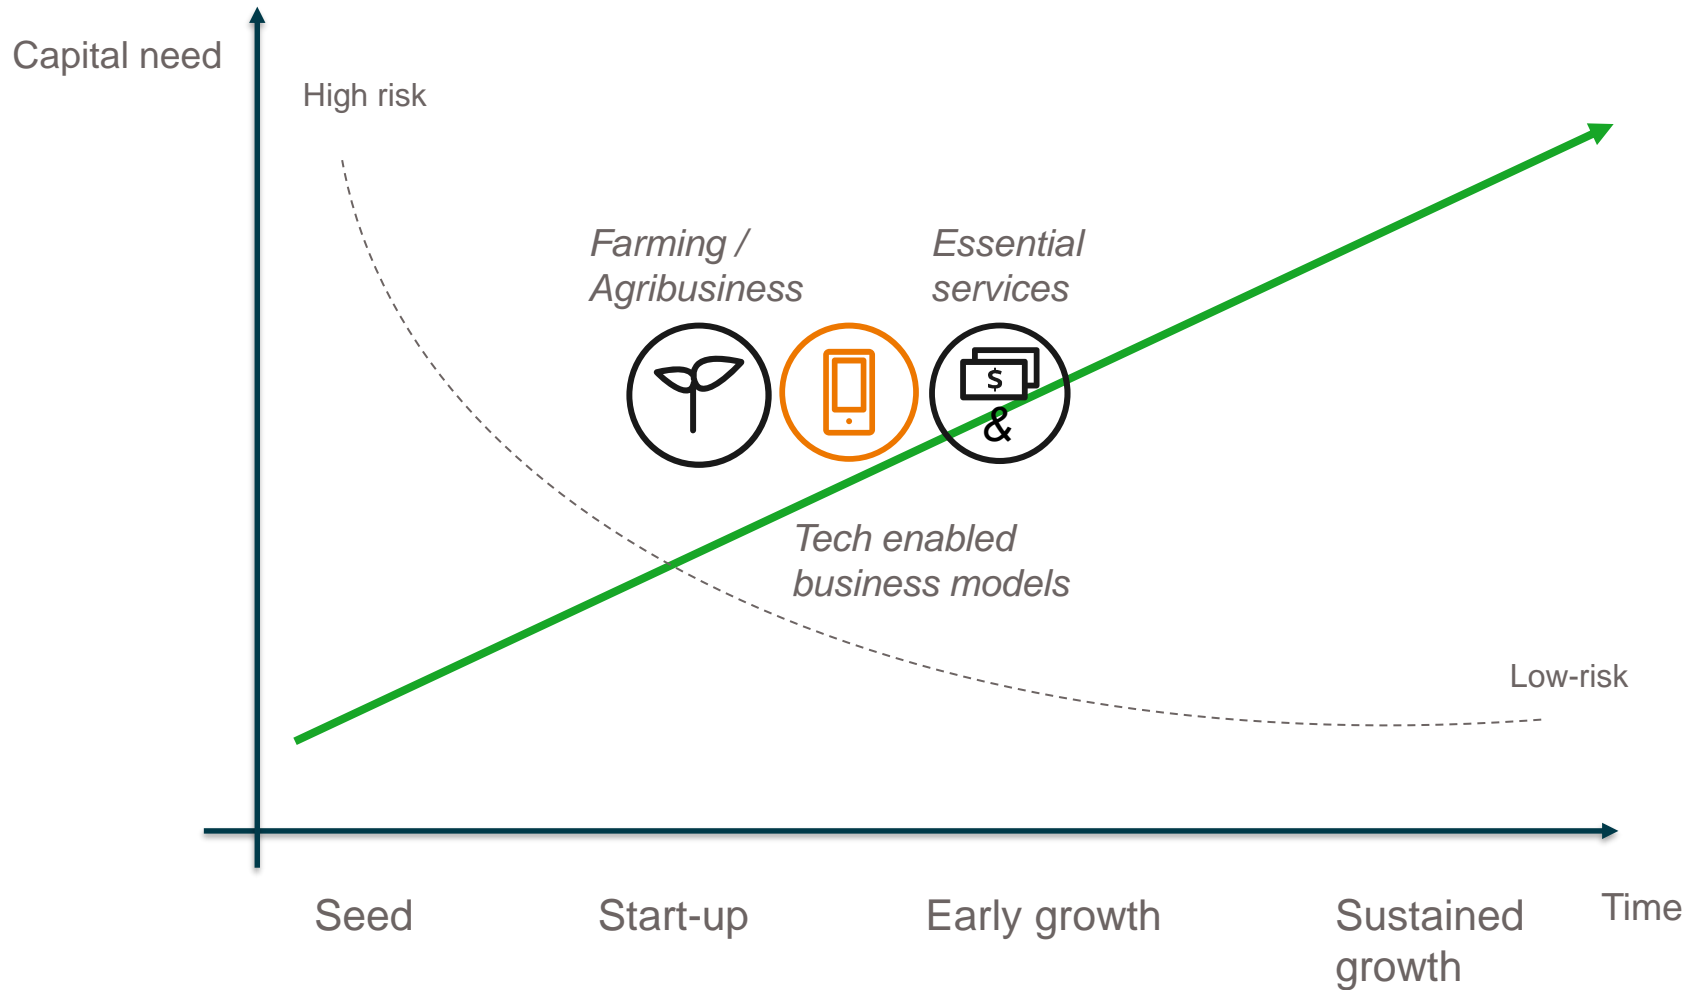 Capital need
High risk
Farming /
Agribusiness
Essential
services
$
&
Tech enabled
business models
Low-risk
Seed
Start-up
Early growth
Sustained
growth
Time